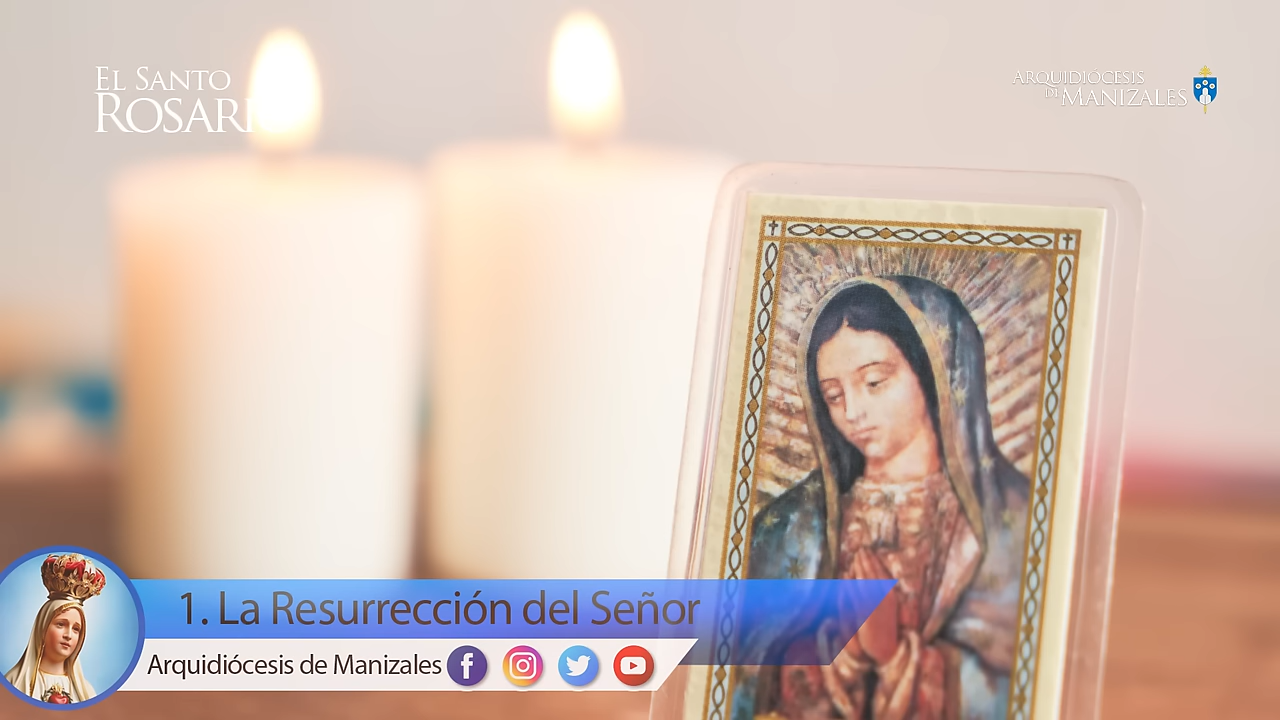 EL SANTO
ROSARI
ARQUIDIÓCESIS
DE MANIZALES
1. La Resurrección del Señor
Arquidiócesis de Manizales